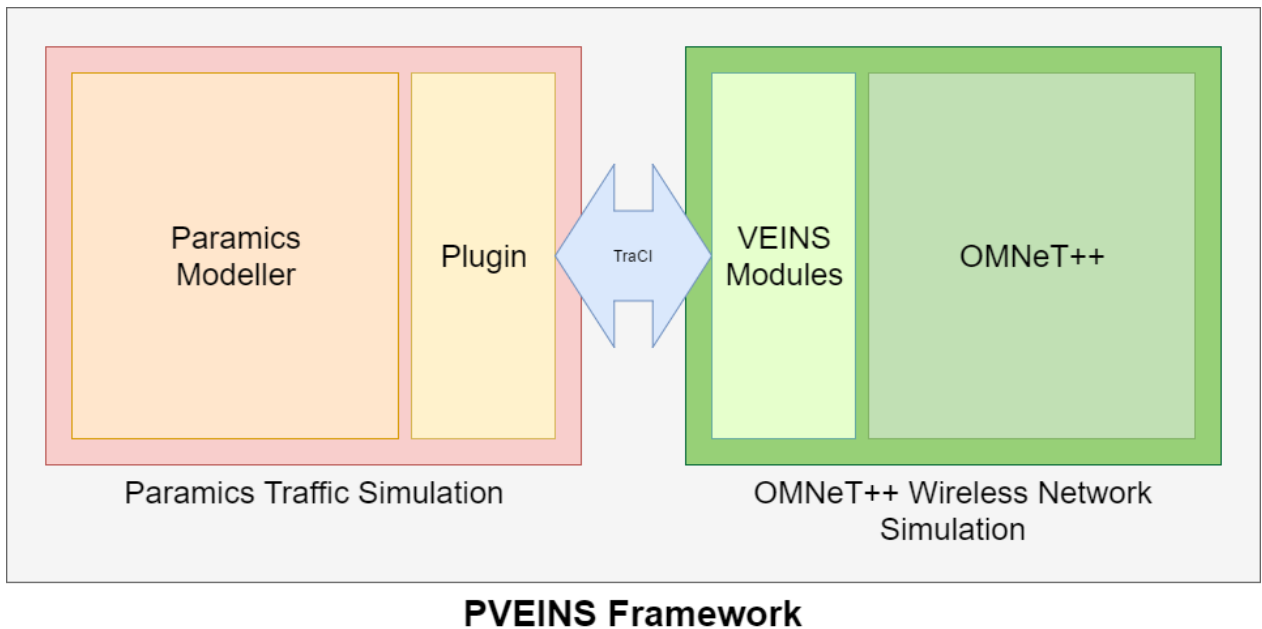 Paramics
Modeller
Plugin
TraCI
VEINS
Modules
OMNeT++
Paramics Traffic Simulation
OMNeT++ Wireless Network
Simulation
PVEINS Framework